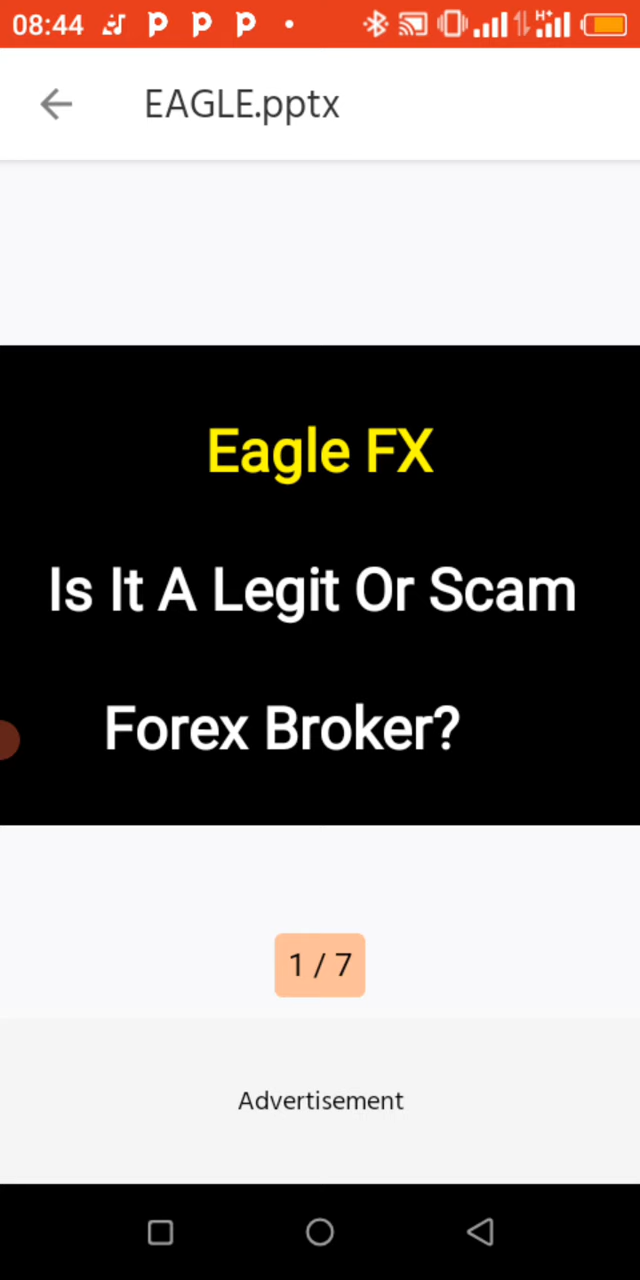 08:44
EAGLE.pptx
Eagle FX
Is It A Legit Or Scam
Forex Broker?
1 / 7
Advertisement